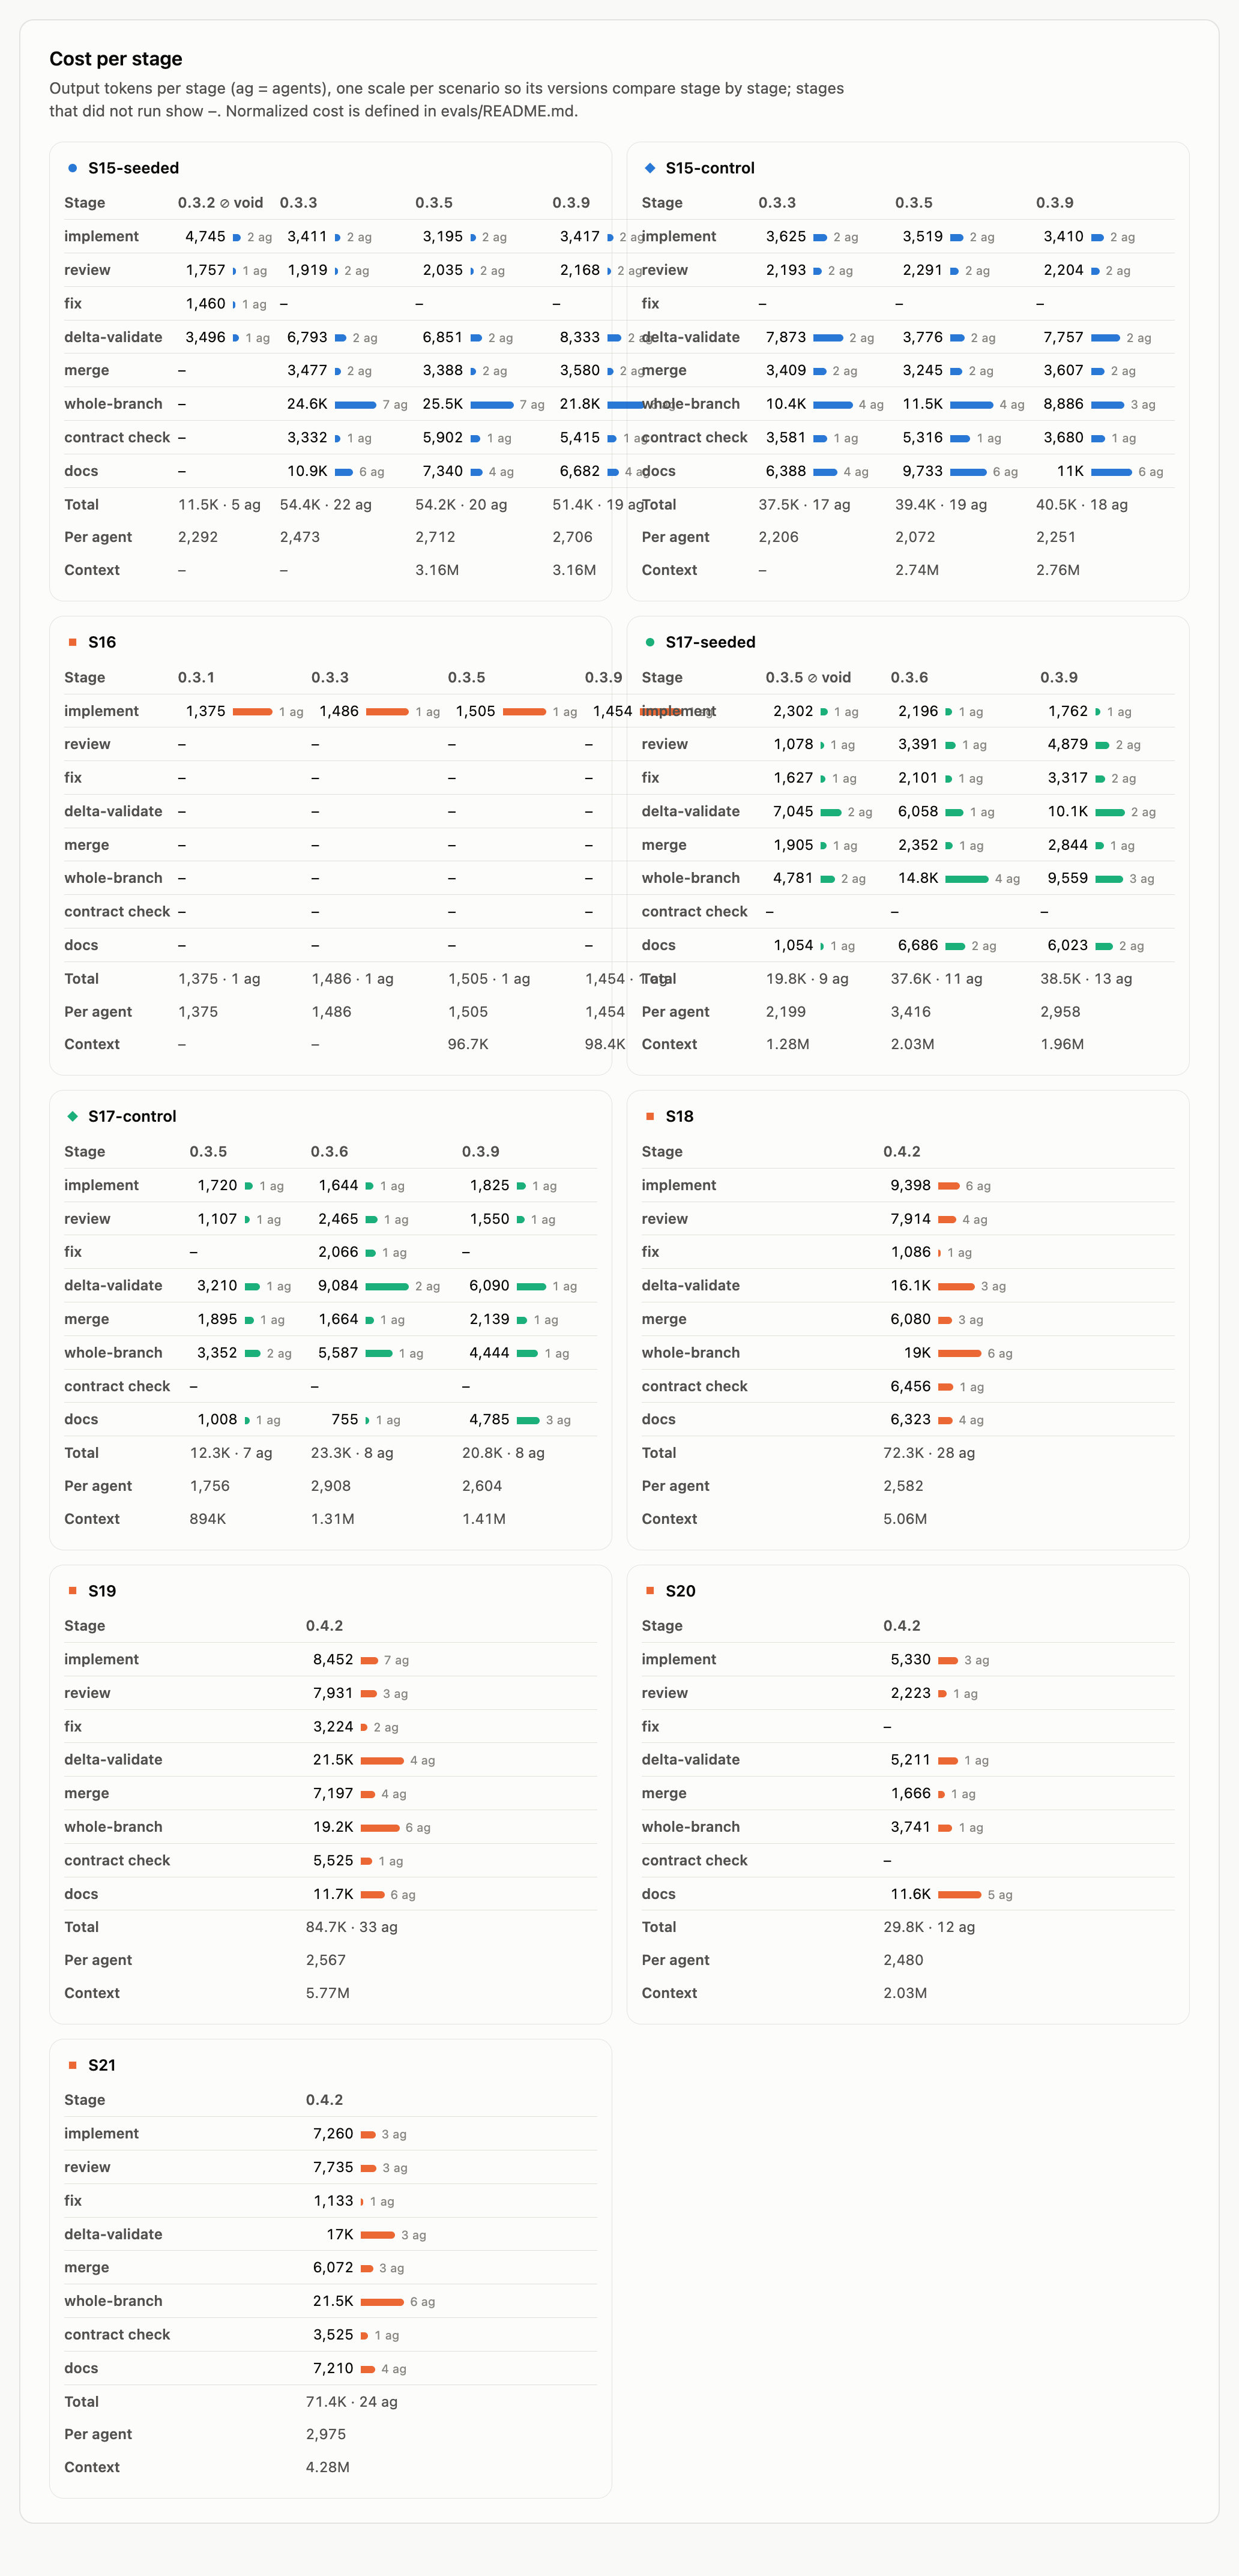 Cost per stage
Output tokens per stage (ag = agents), one scale per scenario so its versions compare stage by stage; stages
that did not run show –. Normalized cost is defined in evals/README.md.
S15-seeded
Stage 0.3.2 ⊘ void 0.3.3 0.3.5 0.3.9
implement 4,745 2 ag 3,411 2 ag 3,195 2 ag 3,417 2 ag
review 1,757 1 ag 1,919 2 ag 2,035 2 ag 2,168 2 ag
fix 1,460 1 ag – – –
delta-validate 3,496 1 ag 6,793 2 ag 6,851 2 ag 8,333 2 ag
merge – 3,477 2 ag 3,388 2 ag 3,580 2 ag
whole-branch – 24.6K 7 ag 25.5K 7 ag 21.8K
contract check – 3,332 1 ag 5,902 1 ag 5,415 1 ag
docs – 10.9K 6 ag 7,340 4 ag 6,682 4 ag
Total 11.5K · 5 ag 54.4K · 22 ag 54.2K · 20 ag 51.4K · 19 ag
Per agent 2,292 2,473 2,712 2,706
Context – – 3.16M 3.16M
S15-control
Stage 0.3.3 0.3.5 0.3.9
implement 3,625 2 ag 3,519 2 ag 3,410 2 ag
review 2,193 2 ag 2,291 2 ag 2,204 2 ag
fix – – –
delta-validate 7,873 2 ag 3,776 2 ag 7,757 2 ag
merge 3,409 2 ag 3,245 2 ag 3,607 2 ag
whole-branch 10.4K 4 ag 11.5K 4 ag 8,886 3 ag
contract check 3,581 1 ag 5,316 1 ag 3,680 1 ag
docs 6,388 4 ag 9,733 6 ag 11K 6 ag
Total 37.5K · 17 ag 39.4K · 19 ag 40.5K · 18 ag
Per agent 2,206 2,072 2,251
Context – 2.74M 2.76M
S16
Stage 0.3.1 0.3.3 0.3.5 0.3.9
implement 1,375 1 ag 1,486 1 ag 1,505 1 ag 1,454
review – – – –
fix – – – –
delta-validate – – – –
merge – – – –
whole-branch – – – –
contract check – – – –
docs – – – –
Total 1,375 · 1 ag 1,486 · 1 ag 1,505 · 1 ag 1,454 · 1 ag
Per agent 1,375 1,486 1,505 1,454
Context – – 96.7K 98.4K
S17-seeded
Stage 0.3.5 ⊘ void 0.3.6 0.3.9
implement 2,302 1 ag 2,196 1 ag 1,762 1 ag
review 1,078 1 ag 3,391 1 ag 4,879 2 ag
fix 1,627 1 ag 2,101 1 ag 3,317 2 ag
delta-validate 7,045 2 ag 6,058 1 ag 10.1K 2 ag
merge 1,905 1 ag 2,352 1 ag 2,844 1 ag
whole-branch 4,781 2 ag 14.8K 4 ag 9,559 3 ag
contract check – – –
docs 1,054 1 ag 6,686 2 ag 6,023 2 ag
Total 19.8K · 9 ag 37.6K · 11 ag 38.5K · 13 ag
Per agent 2,199 3,416 2,958
Context 1.28M 2.03M 1.96M
S17-control
Stage 0.3.5 0.3.6 0.3.9
implement 1,720 1 ag 1,644 1 ag 1,825 1 ag
review 1,107 1 ag 2,465 1 ag 1,550 1 ag
fix – 2,066 1 ag –
delta-validate 3,210 1 ag 9,084 2 ag 6,090 1 ag
merge 1,895 1 ag 1,664 1 ag 2,139 1 ag
whole-branch 3,352 2 ag 5,587 1 ag 4,444 1 ag
contract check – – –
docs 1,008 1 ag 755 1 ag 4,785 3 ag
Total 12.3K · 7 ag 23.3K · 8 ag 20.8K · 8 ag
Per agent 1,756 2,908 2,604
Context 894K 1.31M 1.41M
S18
Stage 0.4.2
implement 9,398 6 ag
review 7,914 4 ag
fix 1,086 1 ag
delta-validate 16.1K 3 ag
merge 6,080 3 ag
whole-branch 19K 6 ag
contract check 6,456 1 ag
docs 6,323 4 ag
Total 72.3K · 28 ag
Per agent 2,582
Context 5.06M
S19
Stage 0.4.2
implement 8,452 7 ag
review 7,931 3 ag
fix 3,224 2 ag
delta-validate 21.5K 4 ag
merge 7,197 4 ag
whole-branch 19.2K 6 ag
contract check 5,525 1 ag
docs 11.7K 6 ag
Total 84.7K · 33 ag
Per agent 2,567
Context 5.77M
S20
Stage 0.4.2
implement 5,330 3 ag
review 2,223 1 ag
fix –
delta-validate 5,211 1 ag
merge 1,666 1 ag
whole-branch 3,741 1 ag
contract check –
docs 11.6K 5 ag
Total 29.8K · 12 ag
Per agent 2,480
Context 2.03M
S21
Stage 0.4.2
implement 7,260 3 ag
review 7,735 3 ag
fix 1,133 1 ag
delta-validate 17K 3 ag
merge 6,072 3 ag
whole-branch 21.5K 6 ag
contract check 3,525 1 ag
docs 7,210 4 ag
Total 71.4K · 24 ag
Per agent 2,975
Context 4.28M